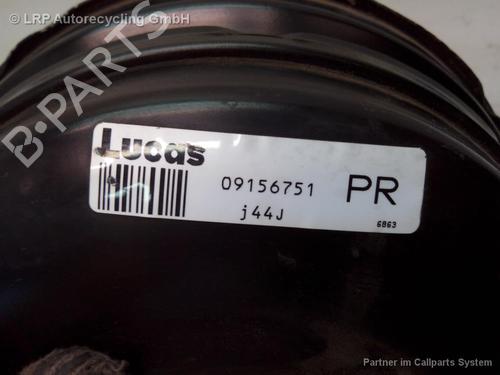 © LRP Autorecycling GmbH
B-PARTS
Lucas
09156751 PR
j44J 6863
Partner im Callparts System